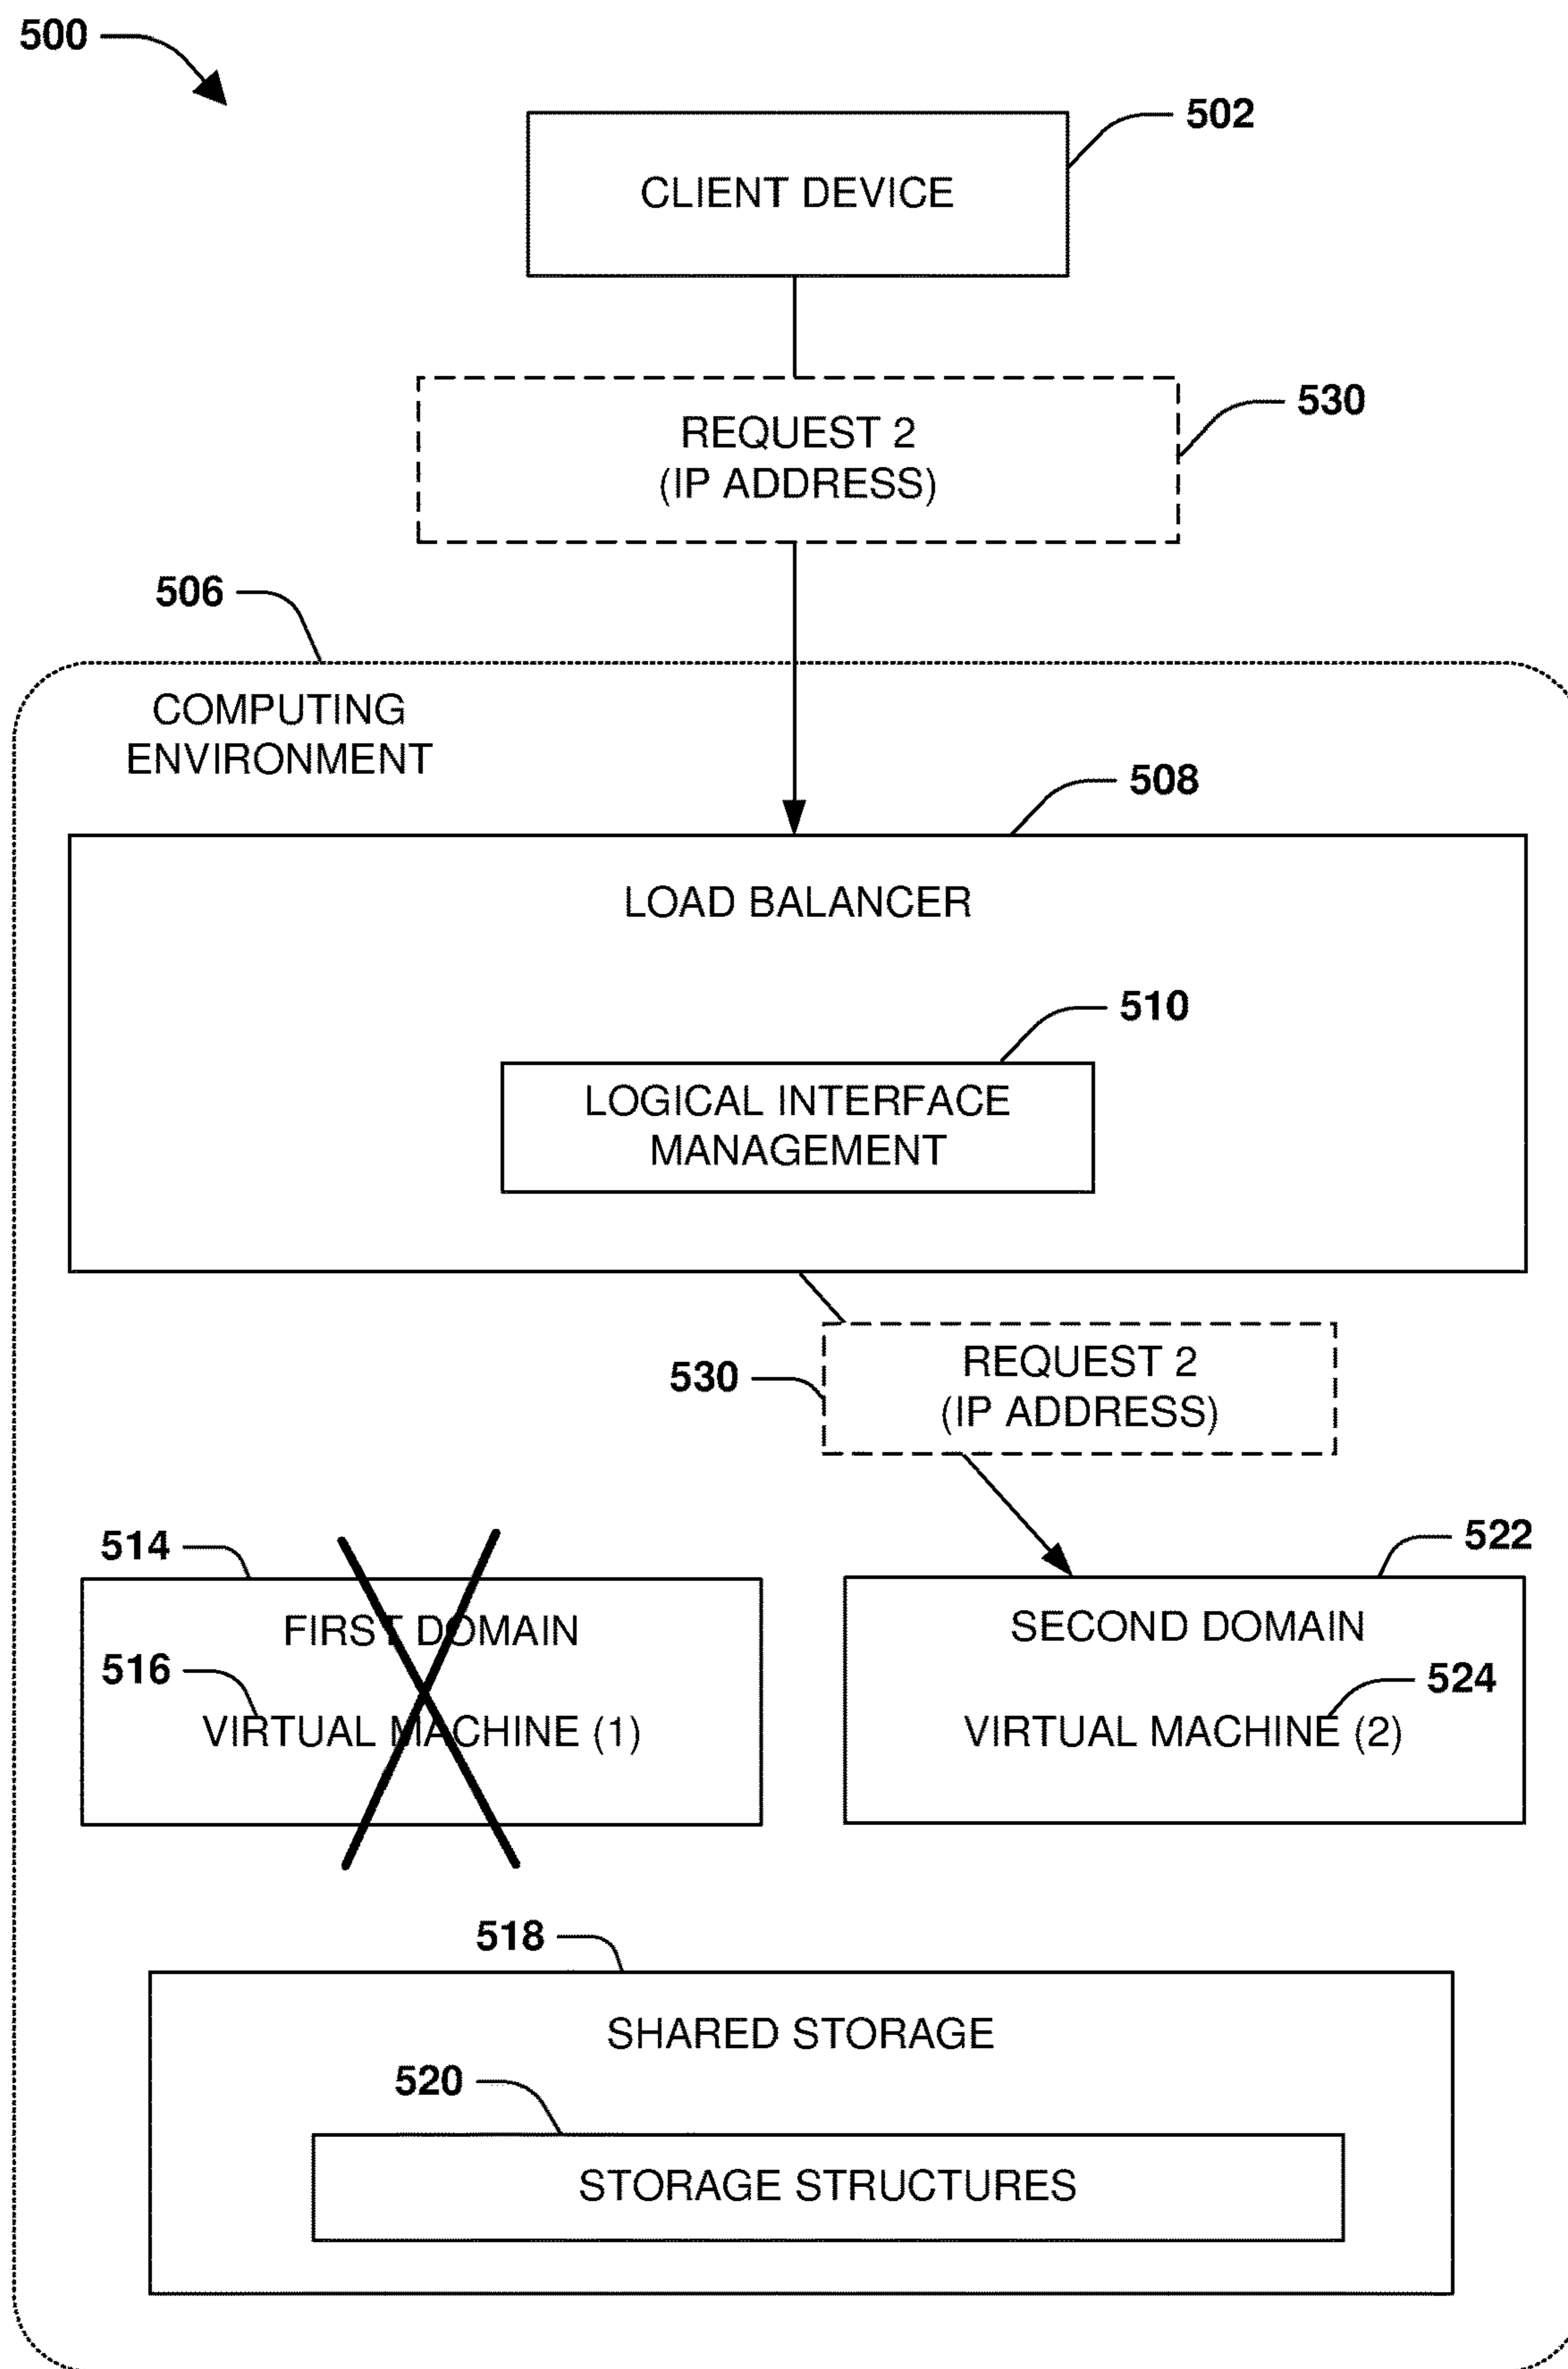 500
502
CLIENT DEVICE
530
REQUEST 2
(IP ADDRESS)
506
COMPUTING
ENVIRONMENT
508
LOAD BALANCER
510
LOGICAL INTERFACE
MANAGEMENT
530
REQUEST 2
(IP ADDRESS)
514
522
FIRST DOMAIN
SECOND DOMAIN
516
524
VIRTUAL MACHINE (1)
VIRTUAL MACHINE (2)
518
SHARED STORAGE
520
STORAGE STRUCTURES